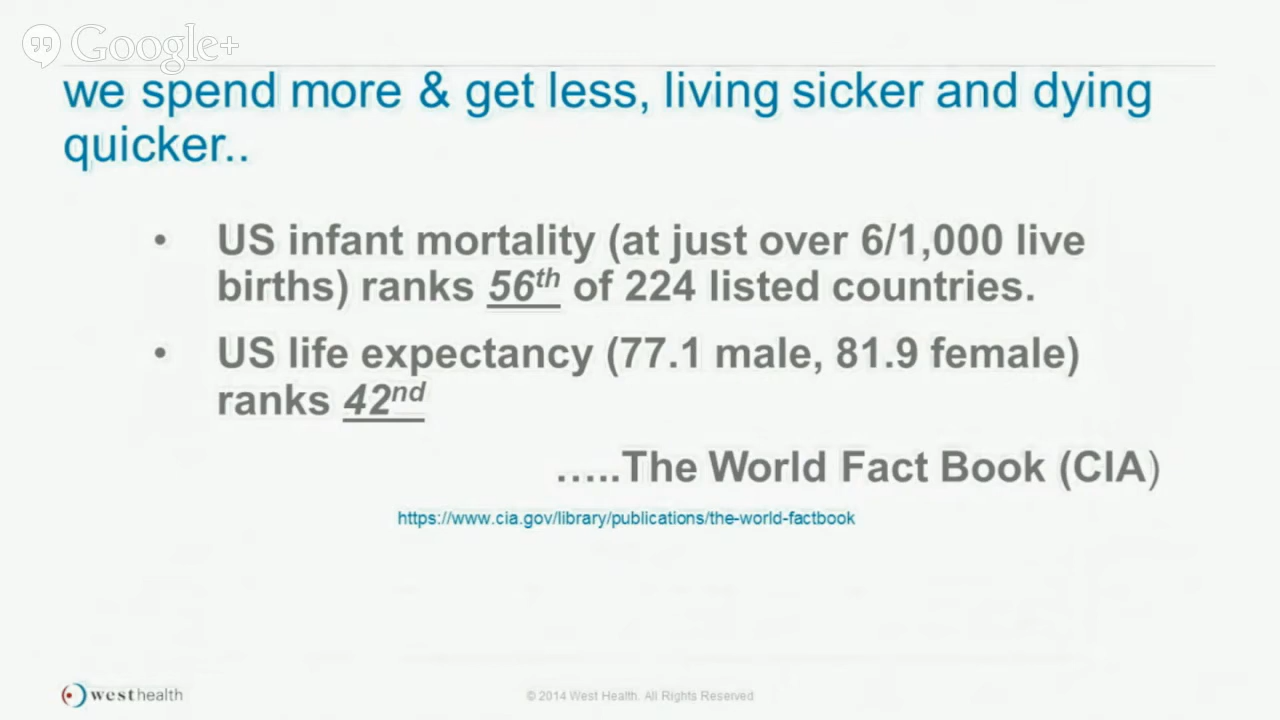 Google+
we spend more & get less, living sicker and dying
quicker..
• US infant mortality (at just over 6/1,000 live
births) ranks 56th of 224 listed countries.
• US life expectancy (77.1 male, 81.9 female)
ranks 42nd
…..The World Fact Book (CIA)
https://www.cia.gov/library/publications/the-world-factbook
westhealth
© 2014 West Health. All Rights Reserved